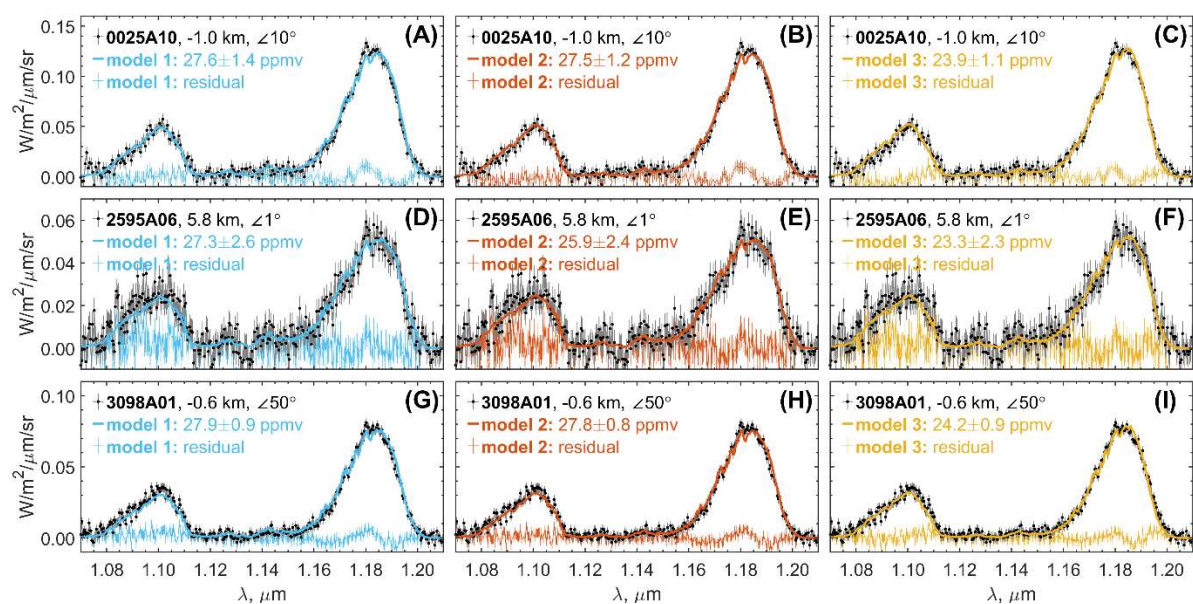 W/m²/μm/sr
0.15
0.10
0.05
0.00
0025A10, -1.0 km, ∠10°
(A)
model 1: 27.6±1.4 ppmv
model 1: residual
0025A10, -1.0 km, ∠10°
(B)
model 2: 27.5±1.2 ppmv
model 2: residual
0025A10, -1.0 km, ∠10°
(C)
model 3: 23.9±1.1 ppmv
model 3: residual
W/m²/μm/sr
0.06
0.04
0.02
0.00
2595A06, 5.8 km, ∠1°
(D)
model 1: 27.3±2.6 ppmv
model 1: residual
2595A06, 5.8 km, ∠1°
(E)
model 2: 25.9±2.4 ppmv
model 2: residual
2595A06, 5.8 km, ∠1°
(F)
model 3: 23.3±2.3 ppmv
model 3: residual
W/m²/μm/sr
0.10
0.05
0.00
3098A01, -0.6 km, ∠50°
(G)
model 1: 27.9±0.9 ppmv
model 1: residual
3098A01, -0.6 km, ∠50°
(H)
model 2: 27.8±0.8 ppmv
model 2: residual
3098A01, -0.6 km, ∠50°
(I)
model 3: 24.2±0.9 ppmv
model 3: residual
1.08 1.10 1.12 1.14 1.16 1.18 1.20
1.08 1.10 1.12 1.14 1.16 1.18 1.20
1.08 1.10 1.12 1.14 1.16 1.18 1.20
λ, μm
λ, μm
λ, μm